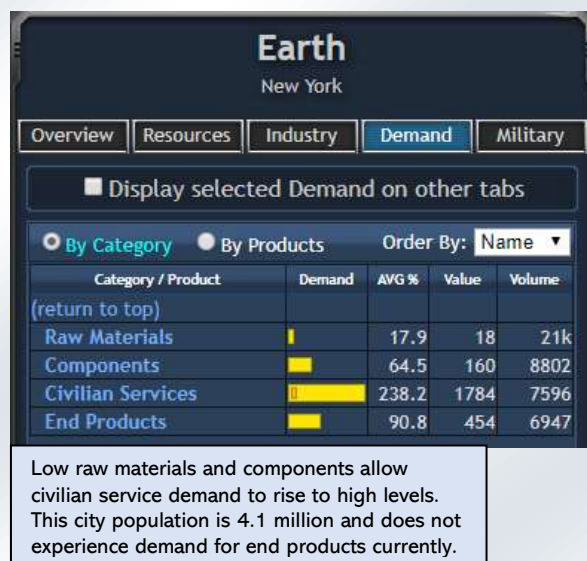 Earth
New York
Overview Resources Industry Demand Military
Display selected Demand on other tabs
By Category By Products Order By: Name
Category / Product Demand AVG % Value Volume
(return to top)
Raw Materials 17.9 18 21k
Components 64.5 160 8802
Civilian Services 238.2 1784 7596
End Products 90.8 454 6947
Low raw materials and components allow
civilian service demand to rise to high levels.
This city population is 4.1 million and does not
experience demand for end products currently.